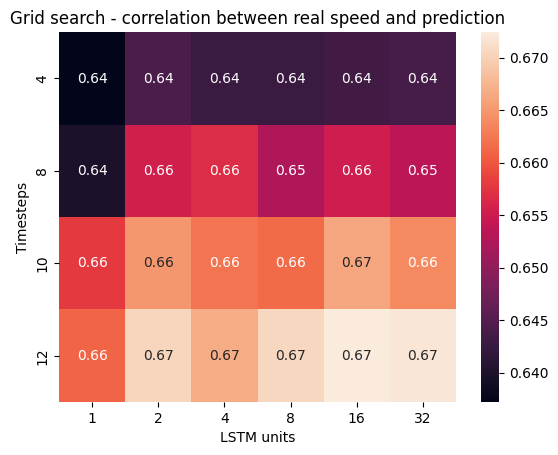 Grid search - correlation between real speed and prediction
Timesteps
4 0.64 0.64 0.64 0.64 0.64 0.64
8 0.64 0.66 0.66 0.65 0.66 0.65
10 0.66 0.66 0.66 0.66 0.67 0.66
12 0.66 0.67 0.67 0.67 0.67 0.67
1 2 4 8 16 32
LSTM units
0.670
0.665
0.660
0.655
0.650
0.645
0.640